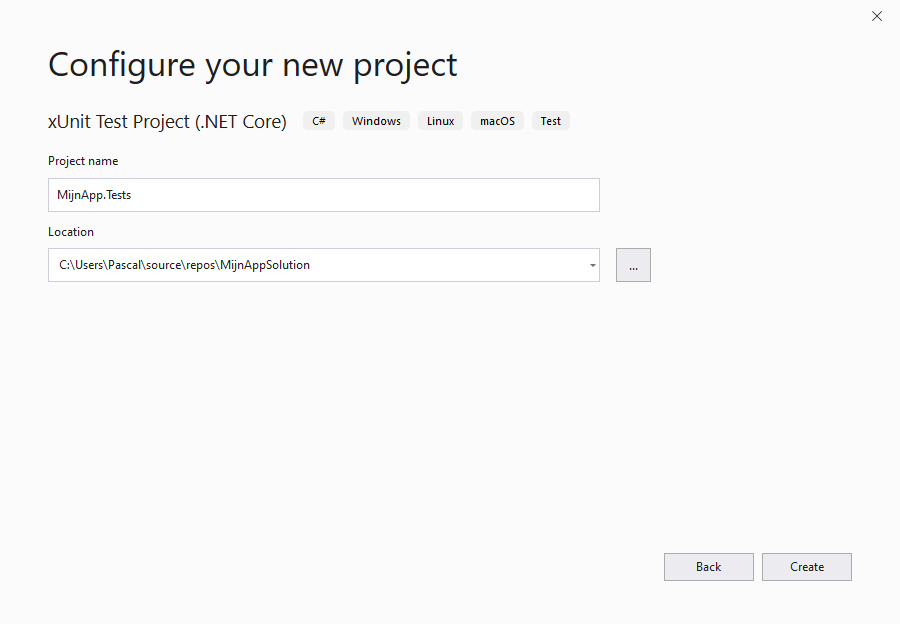 Configure your new project
xUnit Test Project (.NET Core) C# Windows Linux macOS Test
Project name
MijnApp.Tests
Location
C:\Users\Pascal\source\repos\MijnAppSolution ...
Back Create